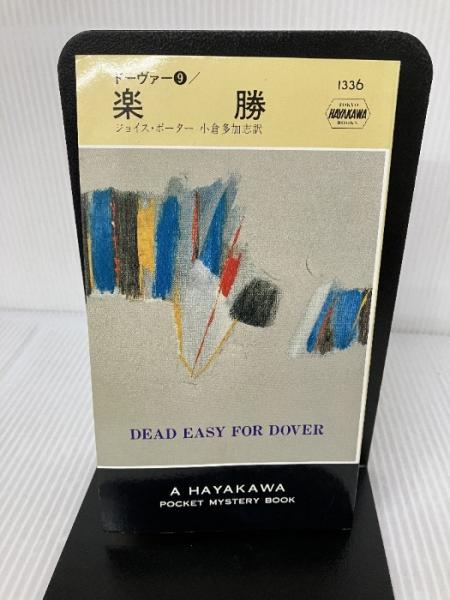 ドーヴァー❾／
楽 勝
ジョイス・ポーター 小倉多加志訳
1336
TOKYO
HAYAKAWA
BOOKS
DEAD EASY FOR DOVER
A HAYAKAWA
POCKET MYSTERY BOOK